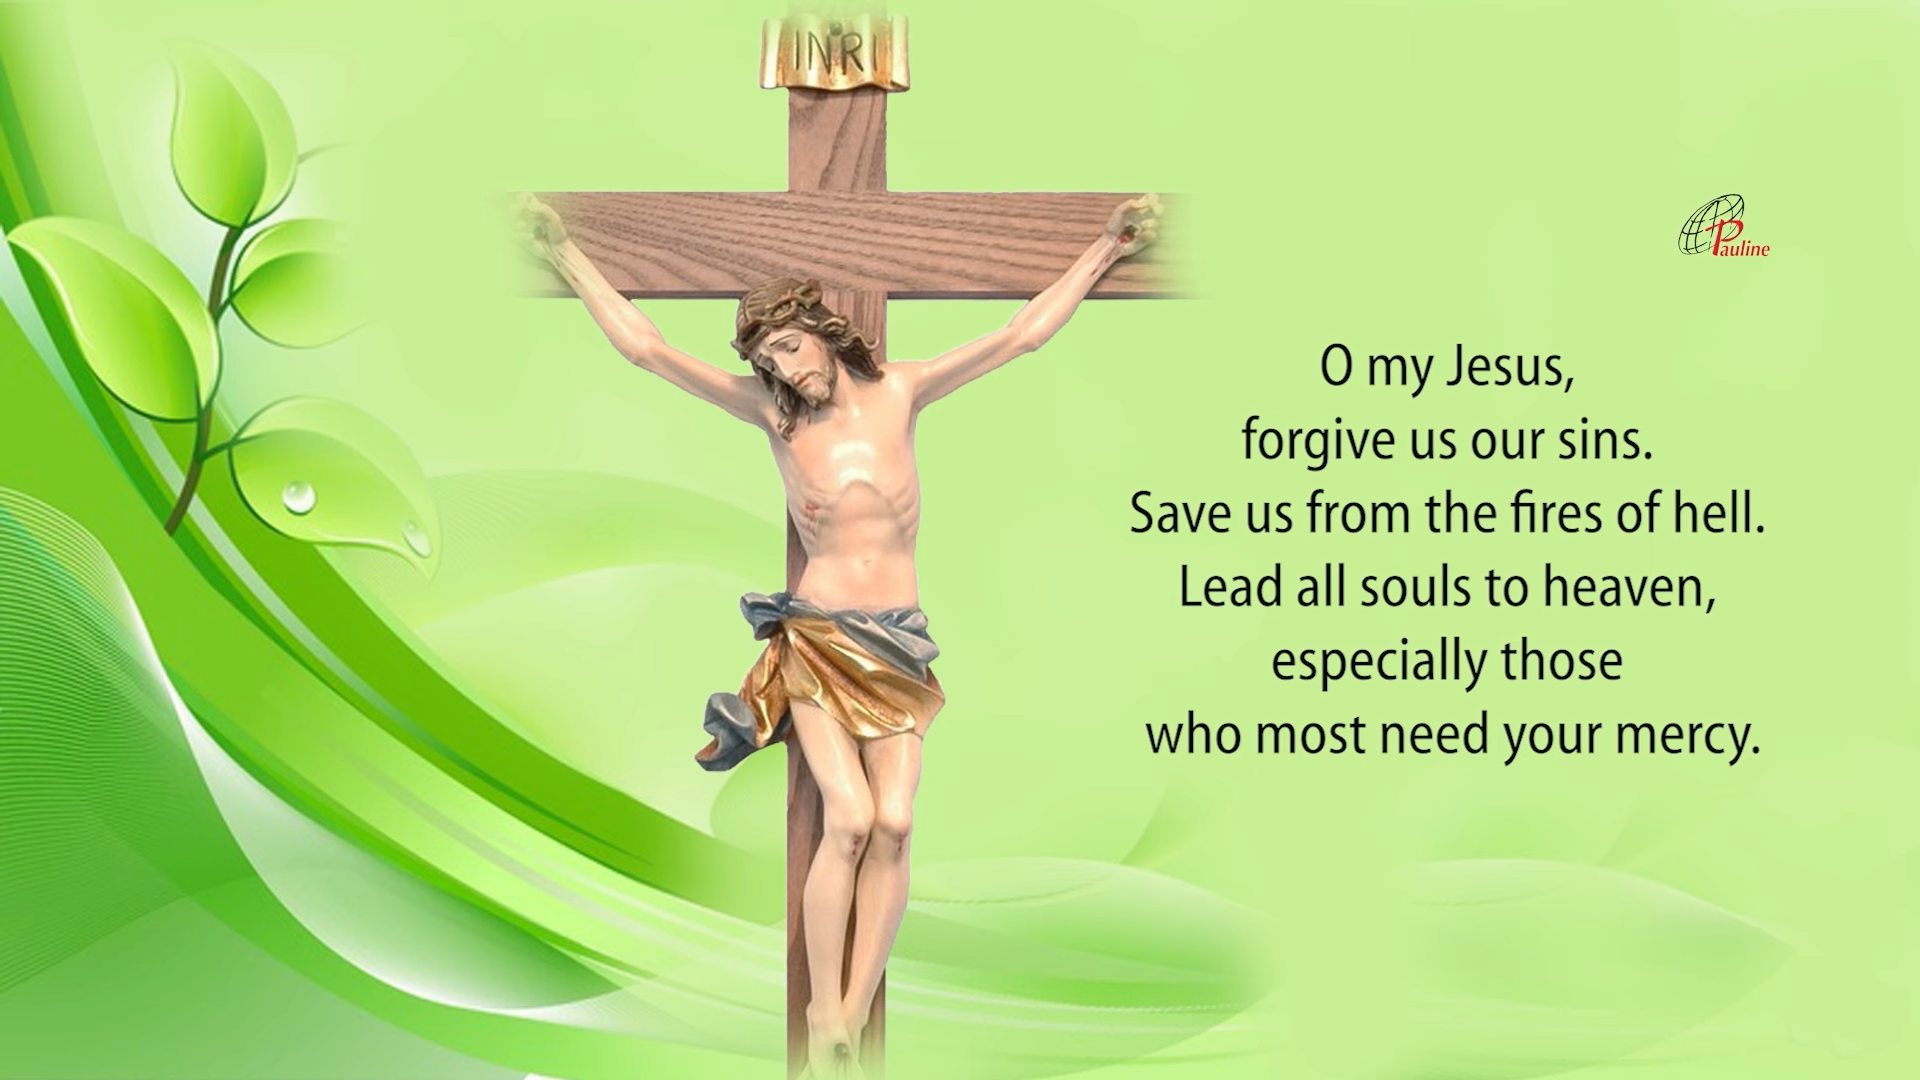 INRI
Pauline
O my Jesus,
forgive us our sins.
Save us from the fires of hell.
Lead all souls to heaven,
especially those
who most need your mercy.